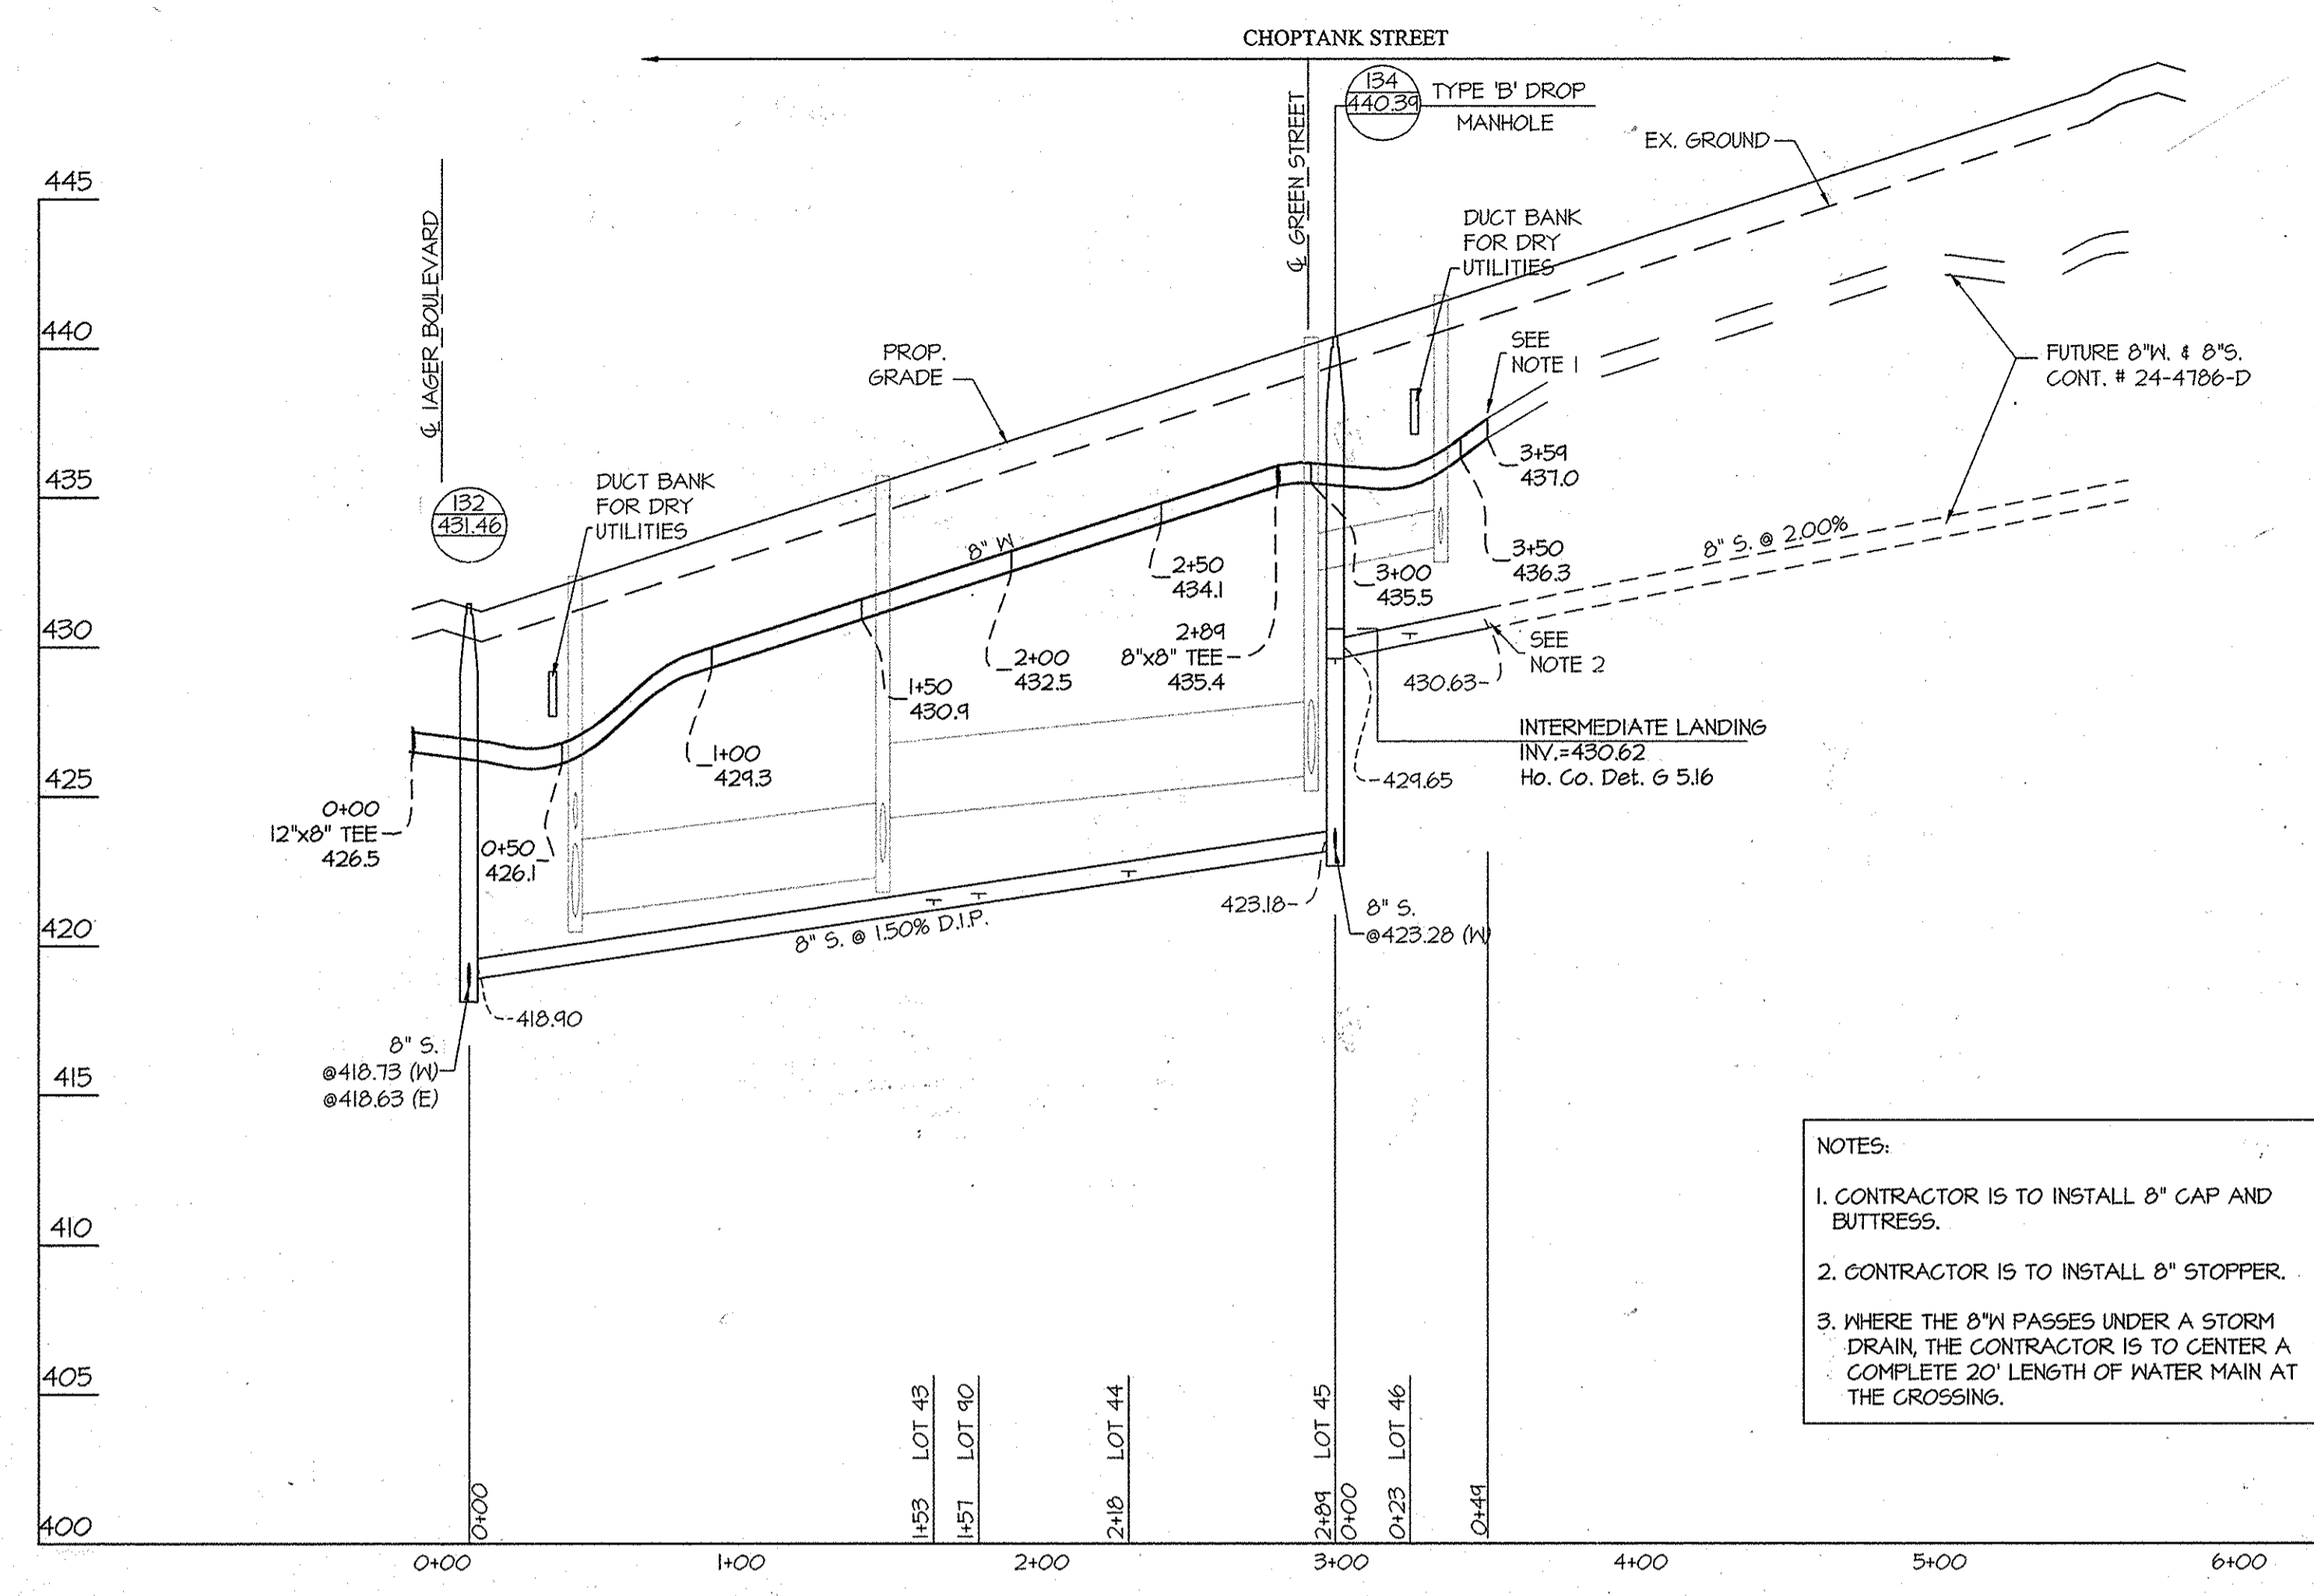 CHOPTANK STREET
134
440.39
TYPE 'B' DROP
MANHOLE
EX. GROUND
℄ GREEN STREET
℄ IAGER BOULEVARD
DUCT BANK
FOR DRY
UTILITIES
445
440
435
430
425
420
415
410
405
400
PROP.
GRADE
SEE
NOTE 1
FUTURE 8"W. & 8"S.
CONT. # 24-4786-D
132
431.46
DUCT BANK
FOR DRY
UTILITIES
8" W
3+59
437.0
3+50
436.3
3+00
435.5
2+50
434.1
2+89
8"x8" TEE
435.4
2+00
432.5
1+50
430.9
1+00
429.3
0+50
426.1
0+00
12"x8" TEE
426.5
8" S. @ 2.00%
SEE
NOTE 2
430.63
INTERMEDIATE LANDING
INV.=430.62
Ho. Co. Det. G 5.16
429.65
423.18
8" S.
@423.28 (W)
8" S. @ 1.50% D.I.P.
418.90
8" S.
@418.73 (W)
@418.63 (E)
NOTES:
1. CONTRACTOR IS TO INSTALL 8" CAP AND
BUTTRESS.
2. CONTRACTOR IS TO INSTALL 8" STOPPER.
3. WHERE THE 8"W PASSES UNDER A STORM
DRAIN, THE CONTRACTOR IS TO CENTER A
COMPLETE 20' LENGTH OF WATER MAIN AT
THE CROSSING.
0+00
1+53 LOT 43
1+57 LOT 90
2+18 LOT 44
2+89 LOT 45
0+00
0+23 LOT 46
0+49
0+00
1+00
2+00
3+00
4+00
5+00
6+00